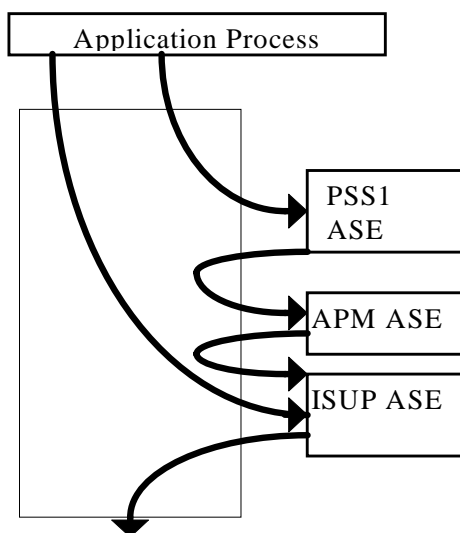 Application Process
PSS1
ASE
APM ASE
ISUP ASE